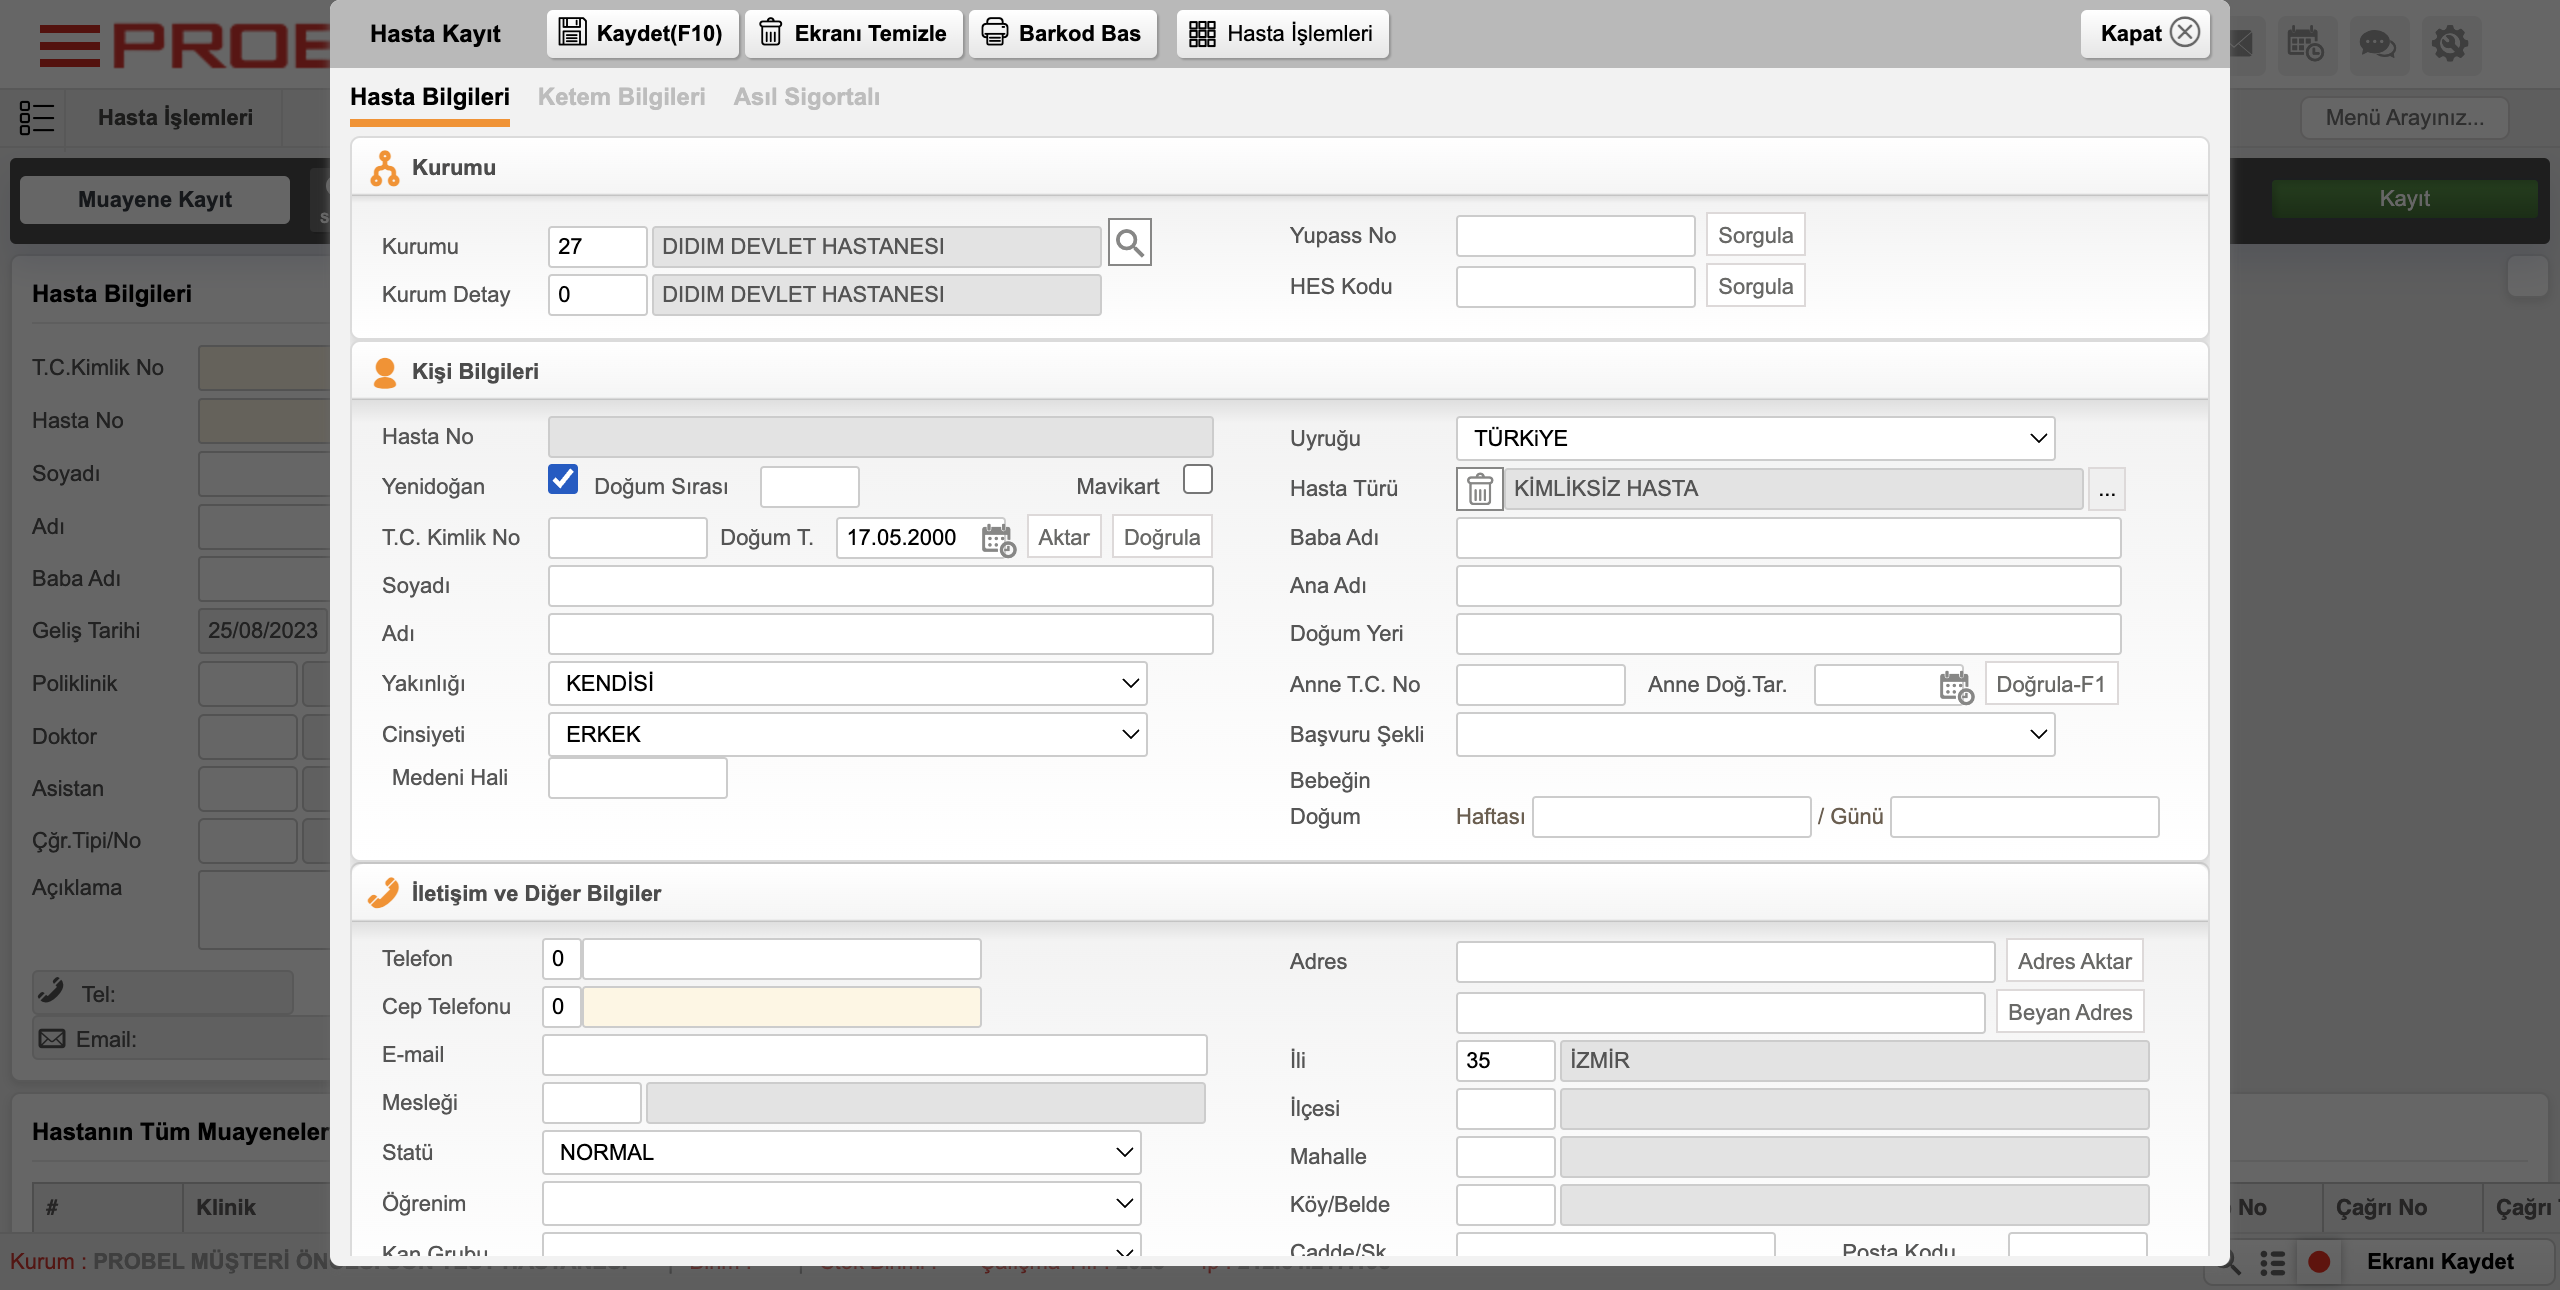 PROBE
Hasta Kayıt
Kaydet(F10)
Ekranı Temizle
Barkod Bas
Hasta İşlemleri
Kapat
Hasta İşlemleri
Menü Arayınız...
Muayene Kayıt
Kayıt
Hasta Bilgileri
Ketem Bilgileri
Asıl Sigortalı
Kurumu
Kurumu 27 DIDIM DEVLET HASTANESI
Kurum Detay 0 DIDIM DEVLET HASTANESI
Yupass No Sorgula
HES Kodu Sorgula
Kişi Bilgileri
Hasta No
Yenidoğan Doğum Sırası Mavikart
T.C. Kimlik No Doğum T. 17.05.2000 Aktar Doğrula
Soyadı
Adı
Yakınlığı KENDİSİ
Cinsiyeti ERKEK
Medeni Hali
Uyruğu TÜRKiYE
Hasta Türü KİMLİKSİZ HASTA ...
Baba Adı
Ana Adı
Doğum Yeri
Anne T.C. No Anne Doğ.Tar. Doğrula-F1
Başvuru Şekli
Bebeğin
Doğum Haftası / Günü
İletişim ve Diğer Bilgiler
Telefon 0
Cep Telefonu 0
E-mail
Mesleği
Statü NORMAL
Öğrenim
Kan Grubu
Adres Adres Aktar
Beyan Adres
İli 35 İZMİR
İlçesi
Mahalle
Köy/Belde
Cadde/Sk. Posta Kodu
Hasta Bilgileri
T.C.Kimlik No
Hasta No
Soyadı
Adı
Baba Adı
Geliş Tarihi 25/08/2023
Poliklinik
Doktor
Asistan
Çğr.Tipi/No
Açıklama
Tel:
Email:
Hastanın Tüm Muayeneler
# Klinik No Çağrı No Çağrı
Kurum : PROBEL MÜŞTERİ
Ekranı Kaydet